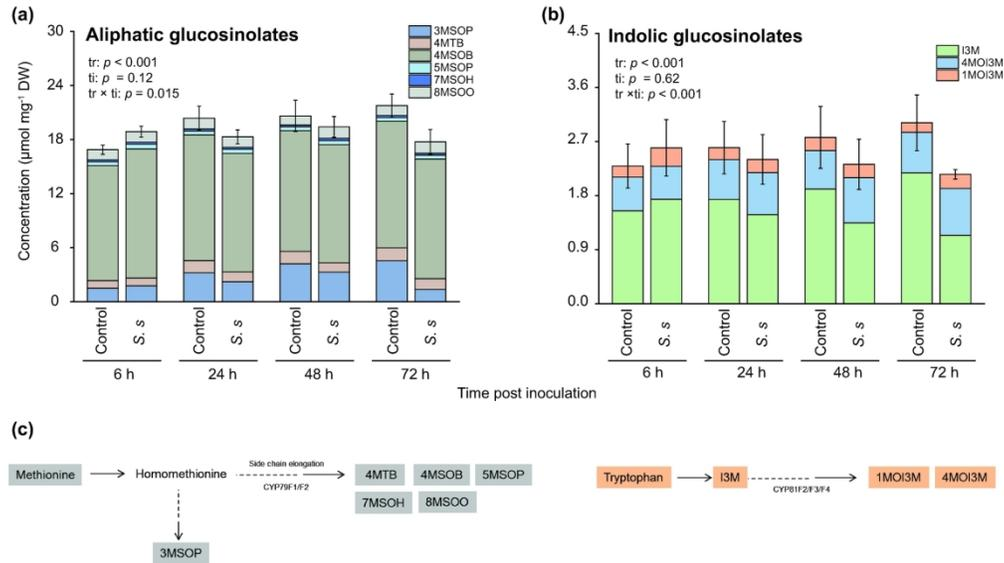 (a)
Aliphatic glucosinolates
tr: p < 0.001
ti: p = 0.12
tr × ti: p = 0.015
3MSOP
4MTB
4MSOB
5MSOP
7MSOH
8MSOO
Concentration (µmol mg⁻¹ DW)
30
24
18
12
6
0
Control
S. s
Control
S. s
Control
S. s
Control
S. s
6 h
24 h
48 h
72 h
(b)
Indolic glucosinolates
tr: p < 0.001
ti: p = 0.62
tr ×ti: p < 0.001
I3M
4MOI3M
1MOI3M
4.5
3.6
2.7
1.8
0.9
0.0
Control
S. s
Control
S. s
Control
S. s
Control
S. s
6 h
24 h
48 h
72 h
Time post inoculation
(c)
Methionine
Homomethionine
Side chain elongation
CYP79F1/F2
4MTB 4MSOB 5MSOP
7MSOH 8MSOO
3MSOP
Tryptophan
I3M
CYP81F2/F3/F4
1MOI3M 4MOI3M